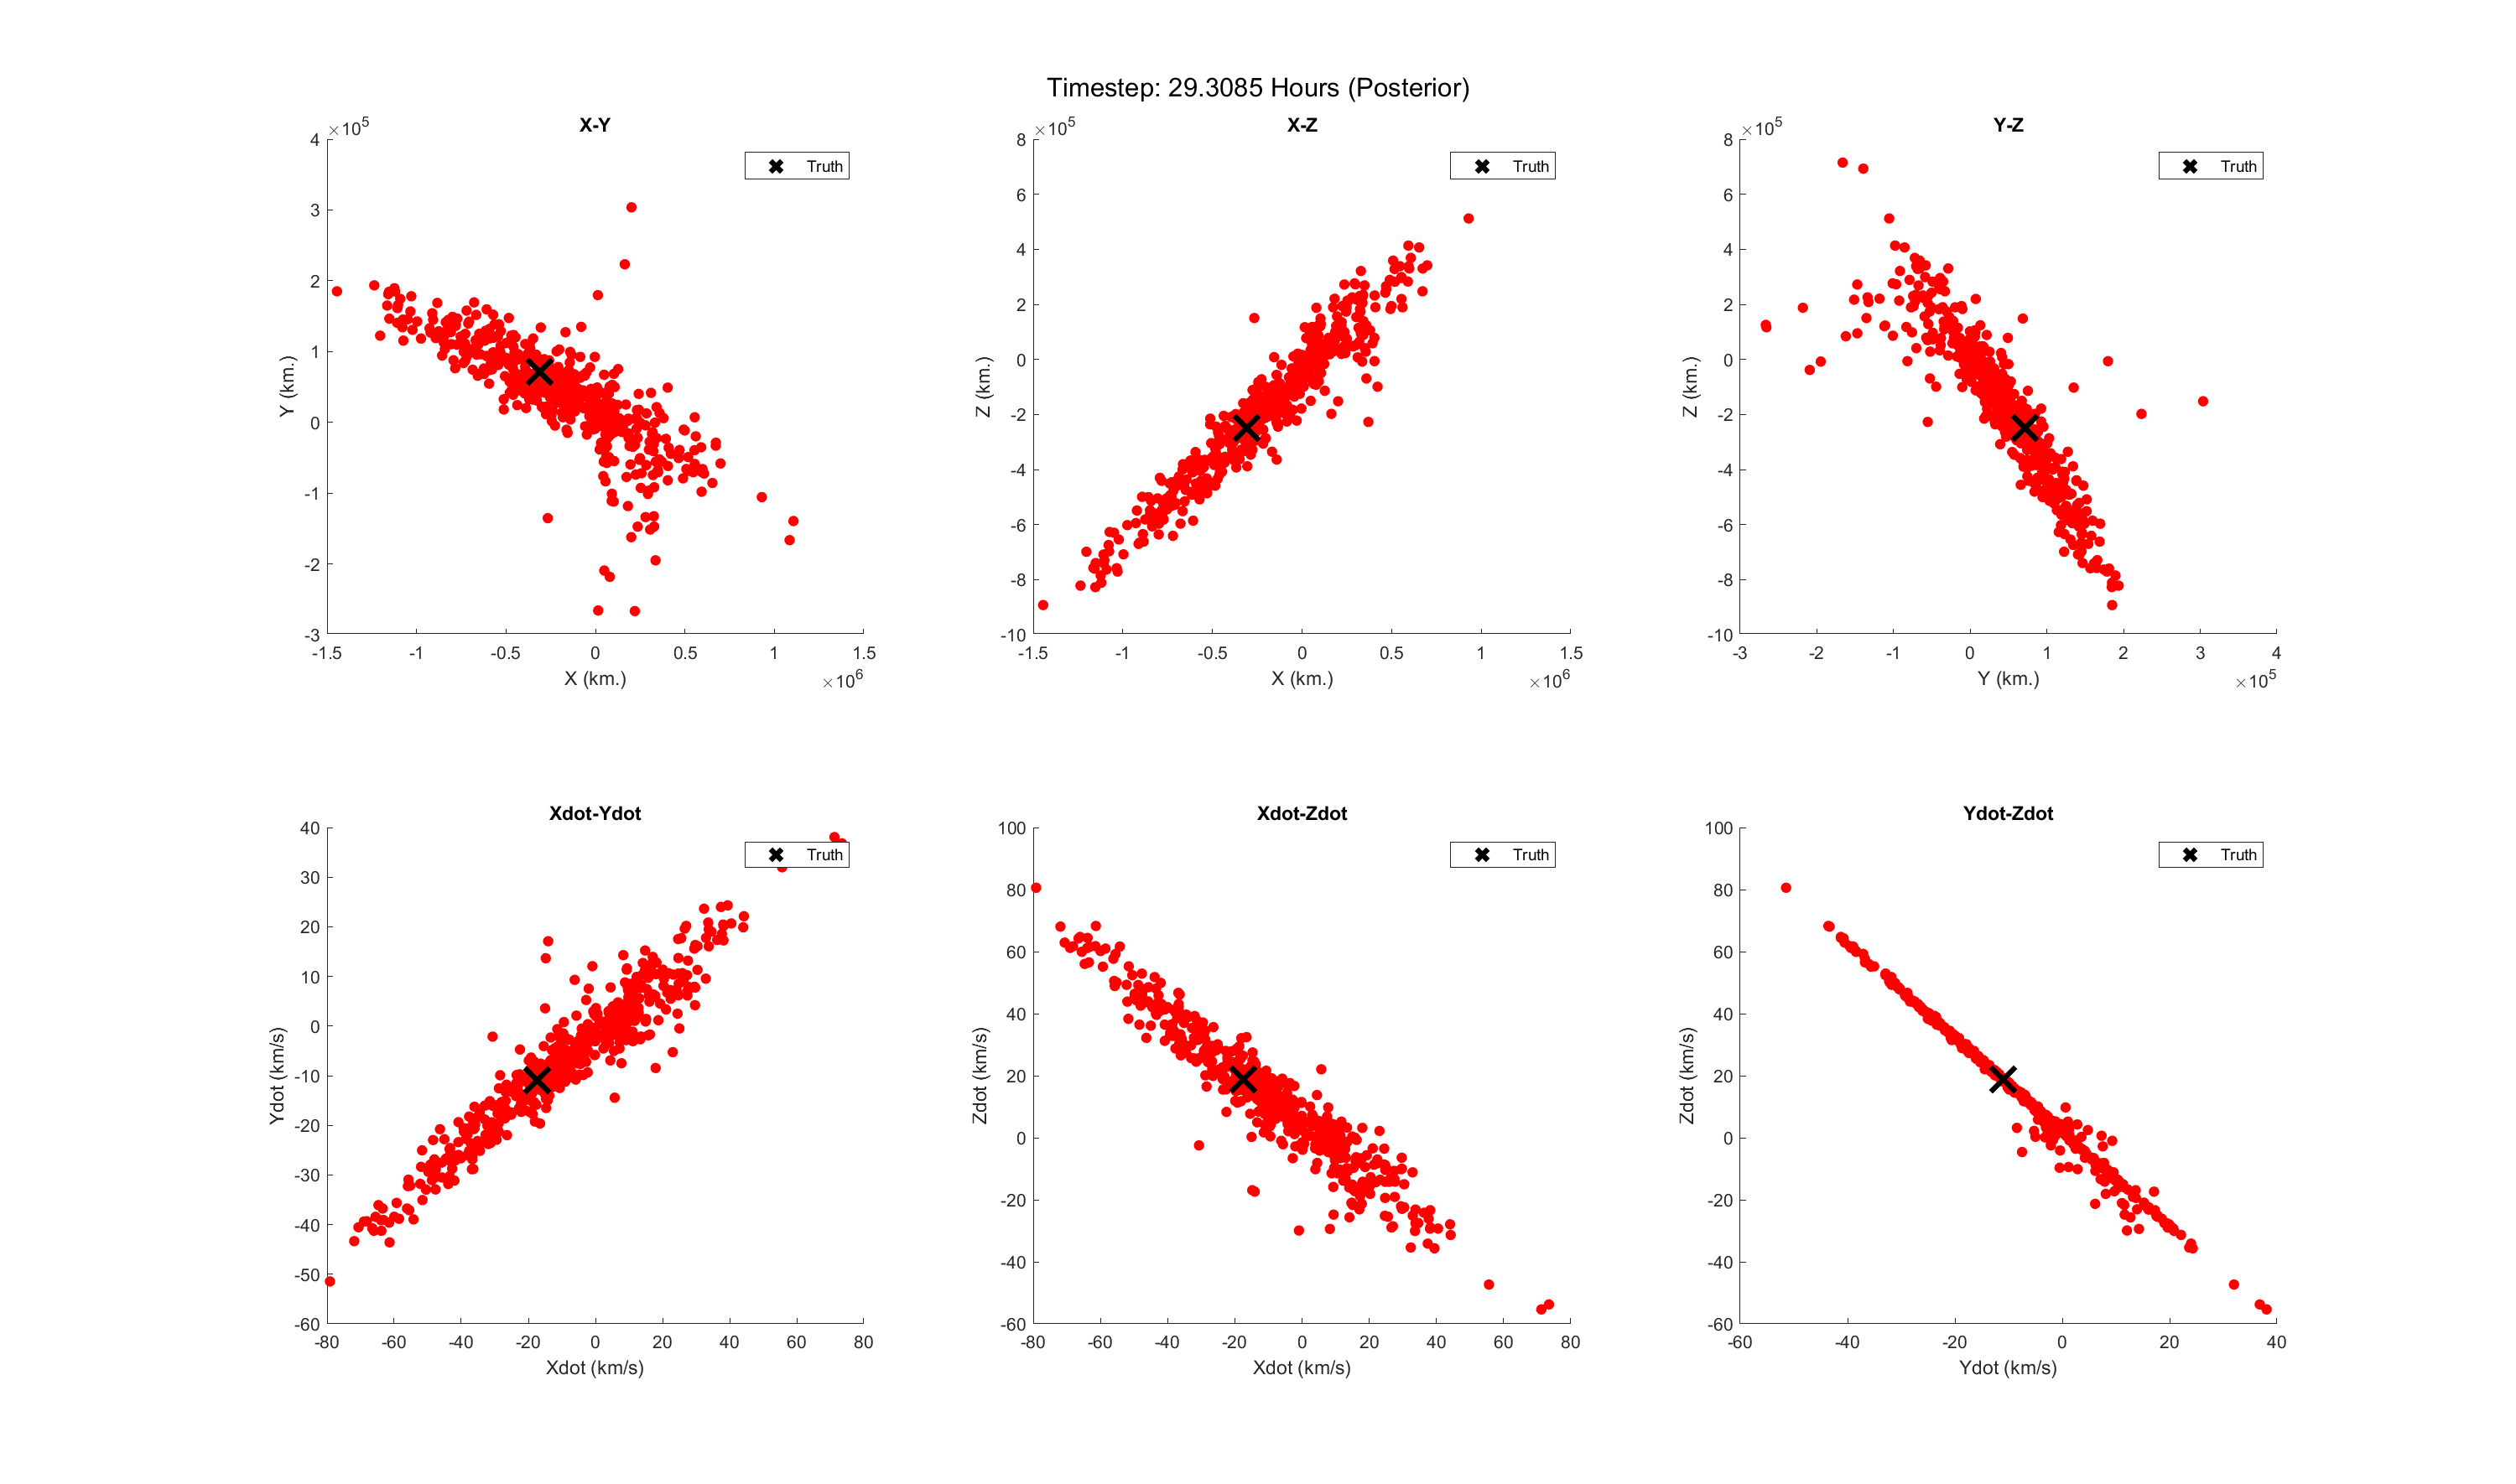 Timestep: 29.3085 Hours (Posterior)
X-Y
×10^5
4
3
2
1
0
-1
-2
-3
Y (km.)
Truth
-1.5 -1 -0.5 0 0.5 1 1.5
X (km.)
×10^6
X-Z
×10^5
8
6
4
2
0
-2
-4
-6
-8
-10
Z (km.)
Truth
-1.5 -1 -0.5 0 0.5 1 1.5
X (km.)
×10^6
Y-Z
×10^5
8
6
4
2
0
-2
-4
-6
-8
-10
Z (km.)
Truth
-3 -2 -1 0 1 2 3 4
Y (km.)
×10^5
Xdot-Ydot
40
30
20
10
0
-10
-20
-30
-40
-50
-60
Ydot (km/s)
Truth
-80 -60 -40 -20 0 20 40 60 80
Xdot (km/s)
Xdot-Zdot
100
80
60
40
20
0
-20
-40
-60
Zdot (km/s)
Truth
-80 -60 -40 -20 0 20 40 60 80
Xdot (km/s)
Ydot-Zdot
100
80
60
40
20
0
-20
-40
-60
Zdot (km/s)
Truth
-60 -40 -20 0 20 40
Ydot (km/s)